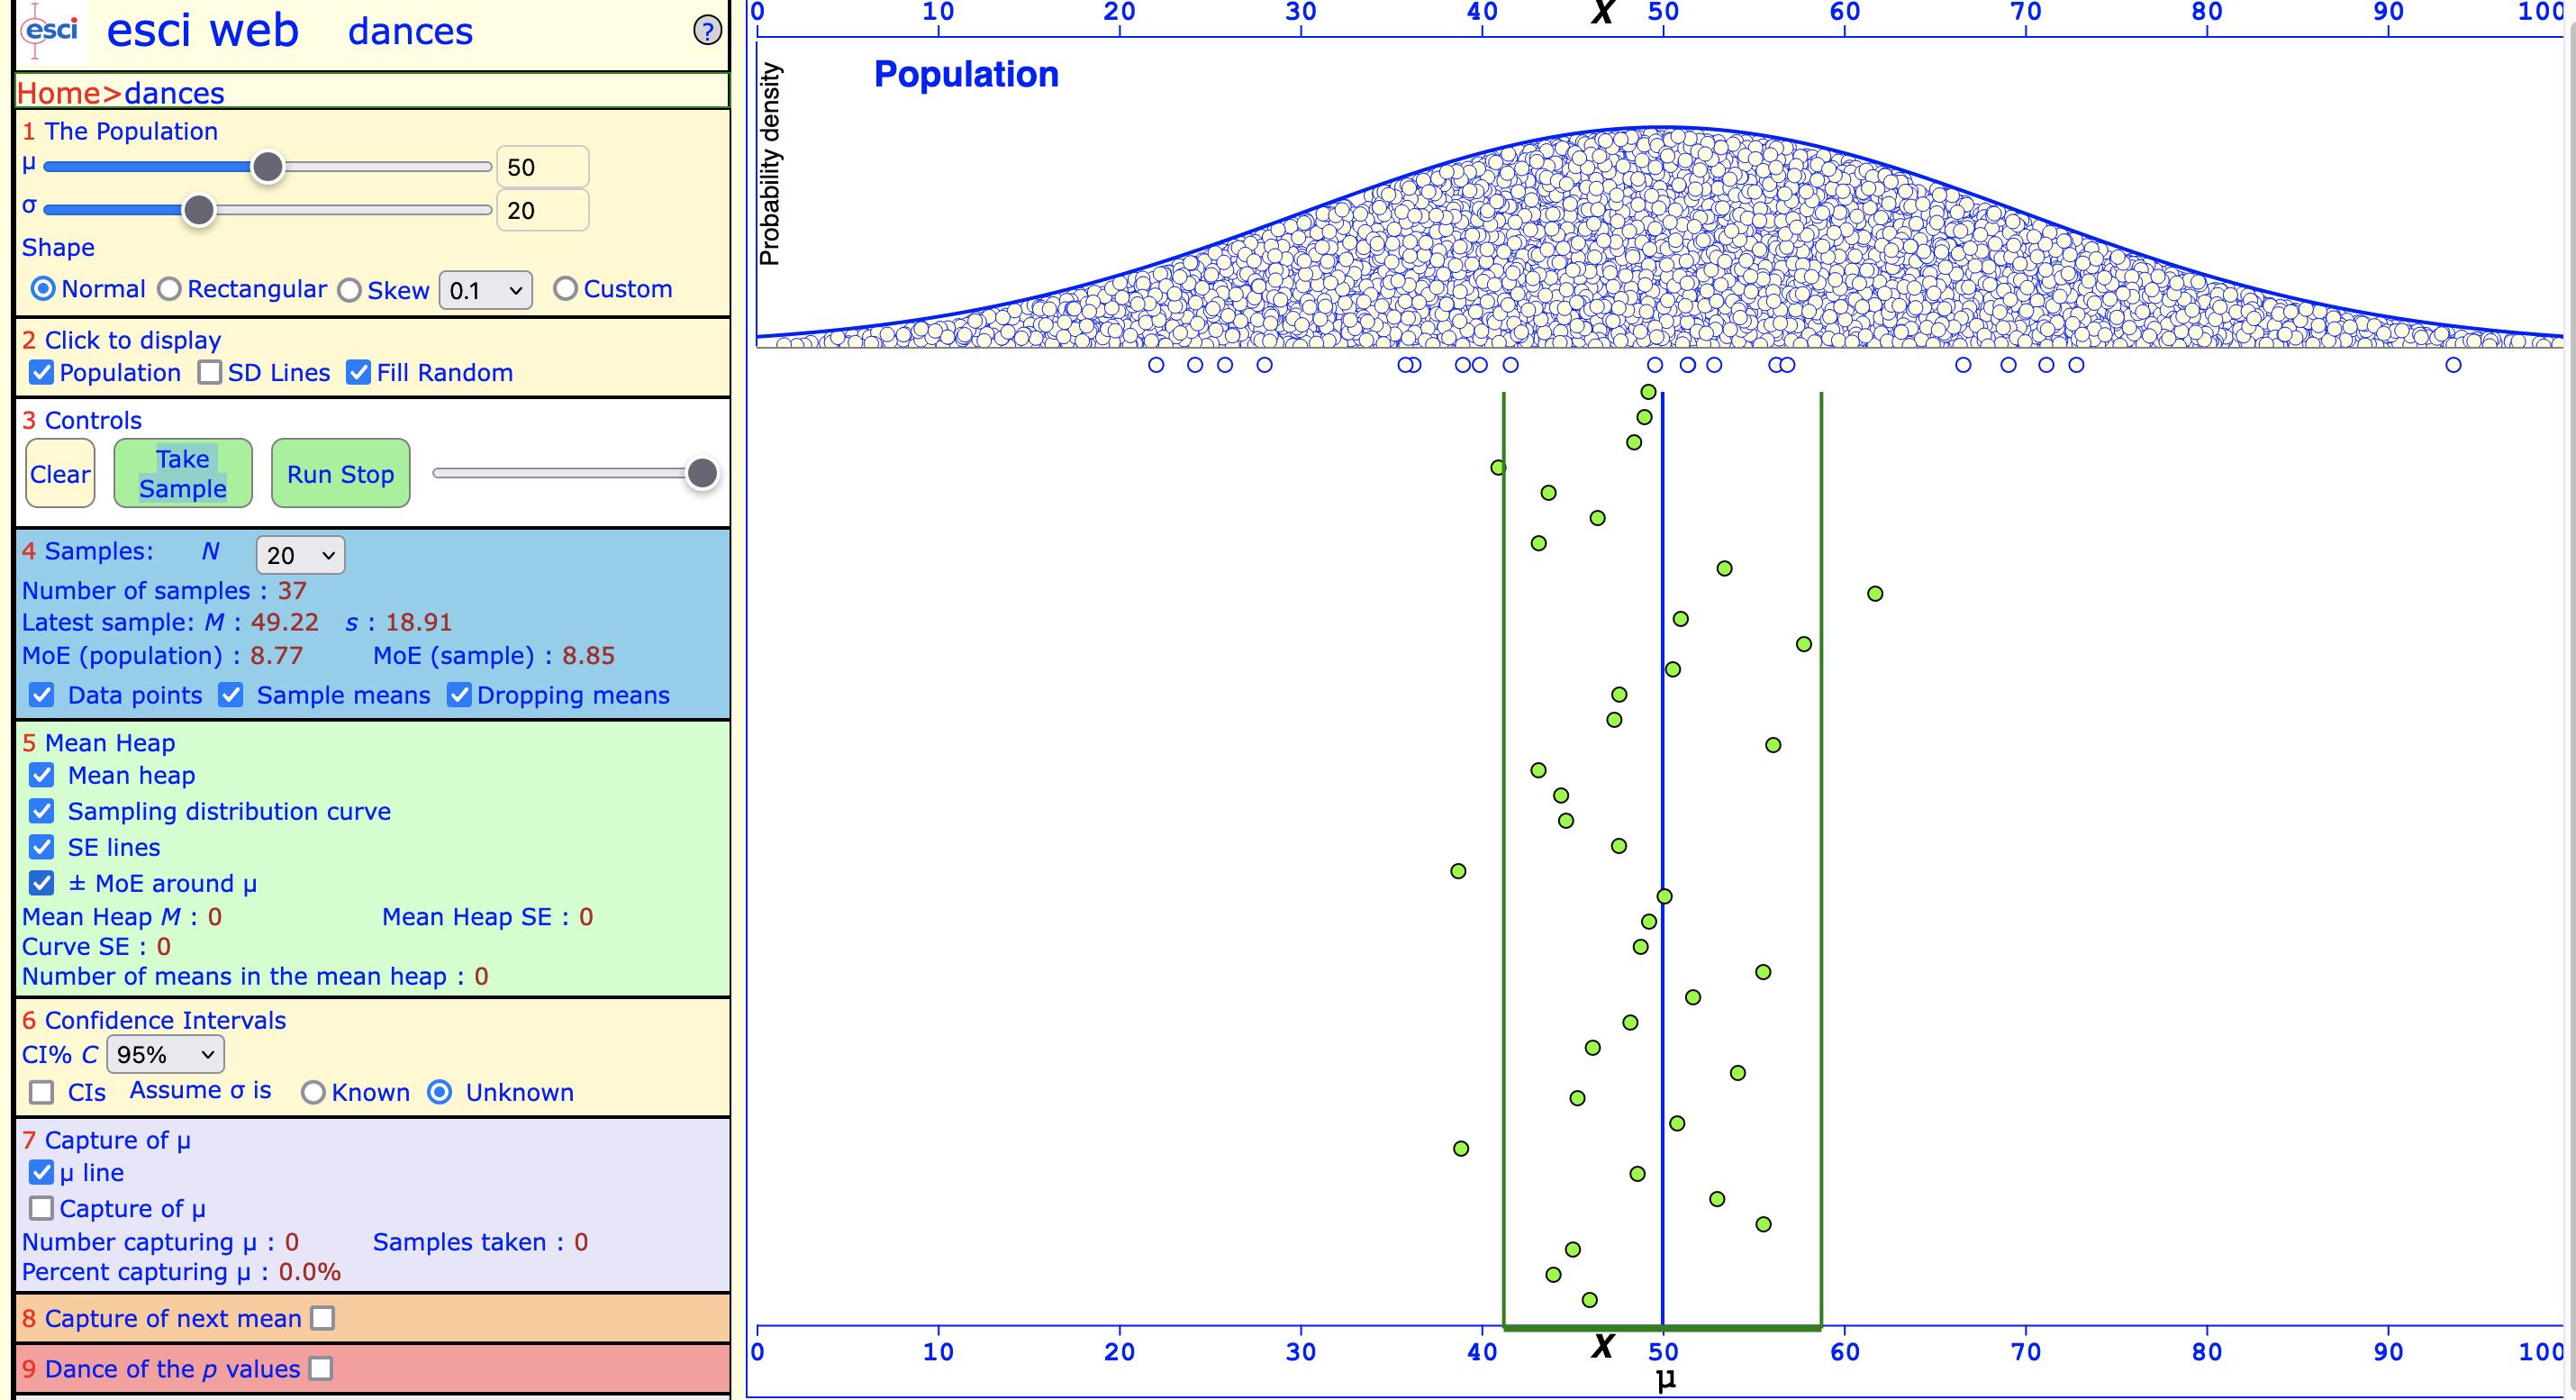 esci esci web dances ?
Home>dances
1 The Population
μ 50
σ 20
Shape
Normal Rectangular Skew 0.1 Custom
2 Click to display
Population SD Lines Fill Random
3 Controls
Clear Take Sample Run Stop
4 Samples: N 20
Number of samples : 37
Latest sample: M : 49.22 s : 18.91
MoE (population) : 8.77 MoE (sample) : 8.85
Data points Sample means Dropping means
5 Mean Heap
Mean heap
Sampling distribution curve
SE lines
± MoE around μ
Mean Heap M : 0 Mean Heap SE : 0
Curve SE : 0
Number of means in the mean heap : 0
6 Confidence Intervals
CI% C 95%
CIs Assume σ is Known Unknown
7 Capture of μ
μ line
Capture of μ
Number capturing μ : 0 Samples taken : 0
Percent capturing μ : 0.0%
8 Capture of next mean
9 Dance of the p values
0 10 20 30 40 X 50 60 70 80 90 100
Probability density
Population
0 10 20 30 40 X 50 60 70 80 90 100
μ